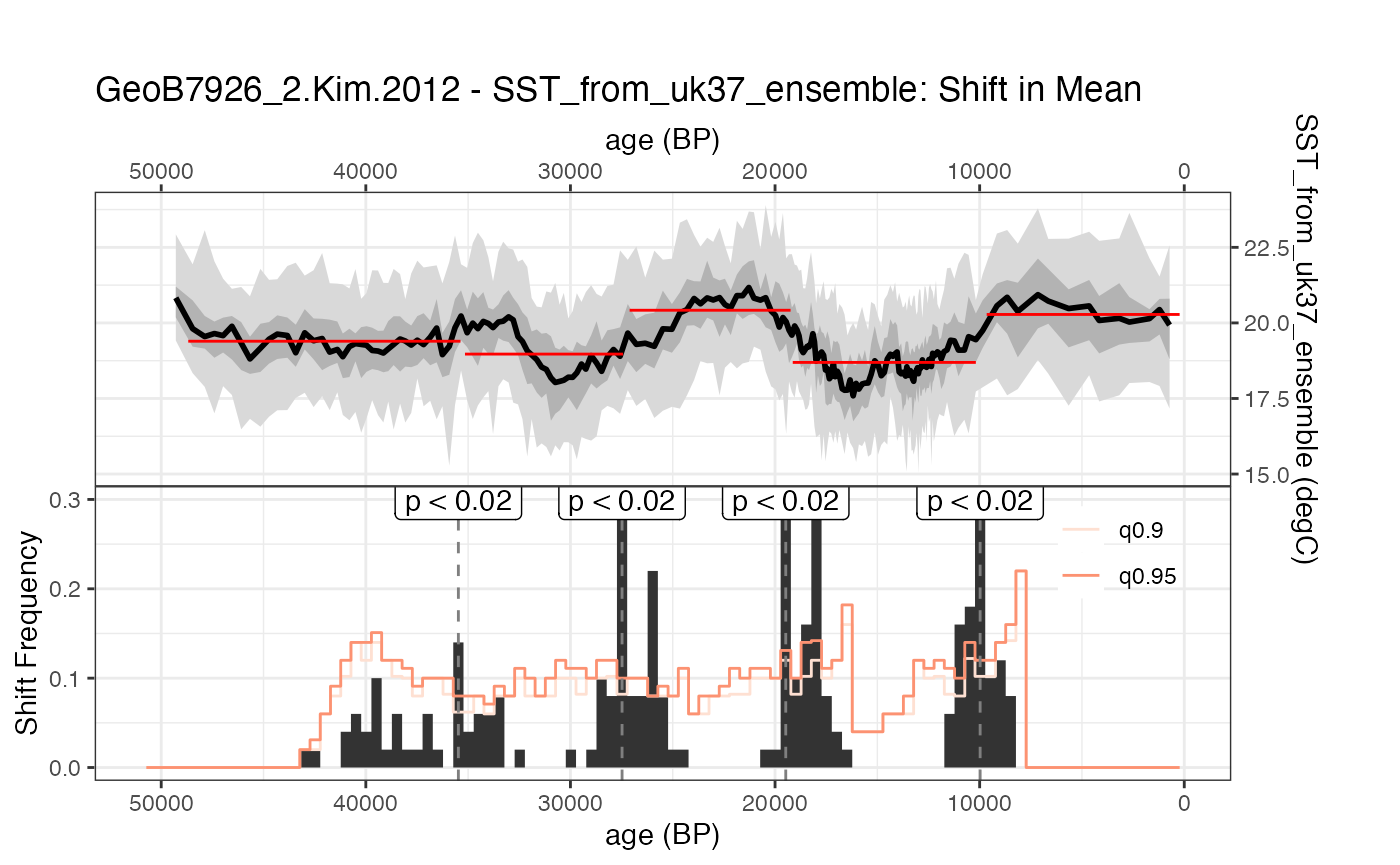 GeoB7926_2.Kim.2012 - SST_from_uk37_ensemble: Shift in Mean
age (BP)
50000 40000 30000 20000 10000 0
SST_from_uk37_ensemble (degC)
22.5
20.0
17.5
15.0
p < 0.02 p < 0.02 p < 0.02 p < 0.02
Shift Frequency
0.3
0.2
0.1
0.0
q0.9
q0.95
50000 40000 30000 20000 10000 0
age (BP)